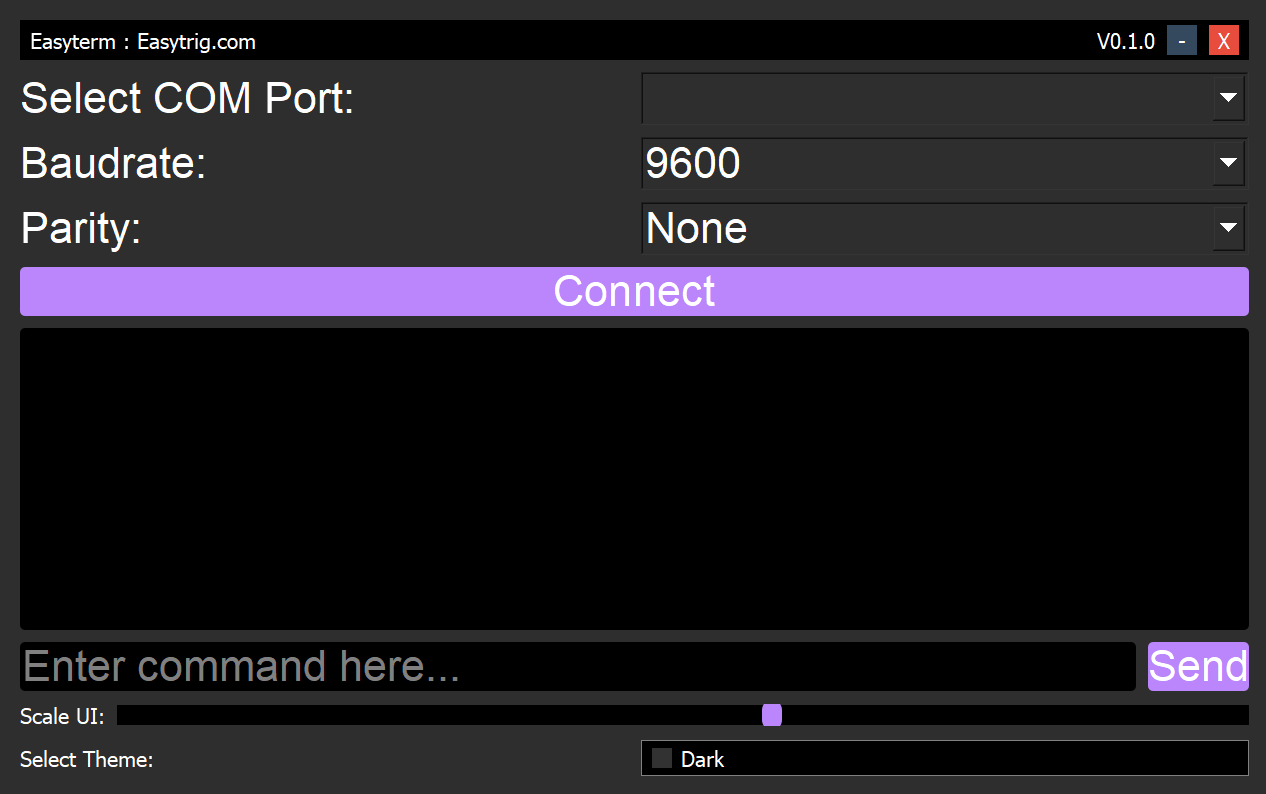 Easyterm : Easytrig.com V0.1.0 - X
Select COM Port:
Baudrate: 9600
Parity: None
Connect
Enter command here... Send
Scale UI:
Select Theme: Dark